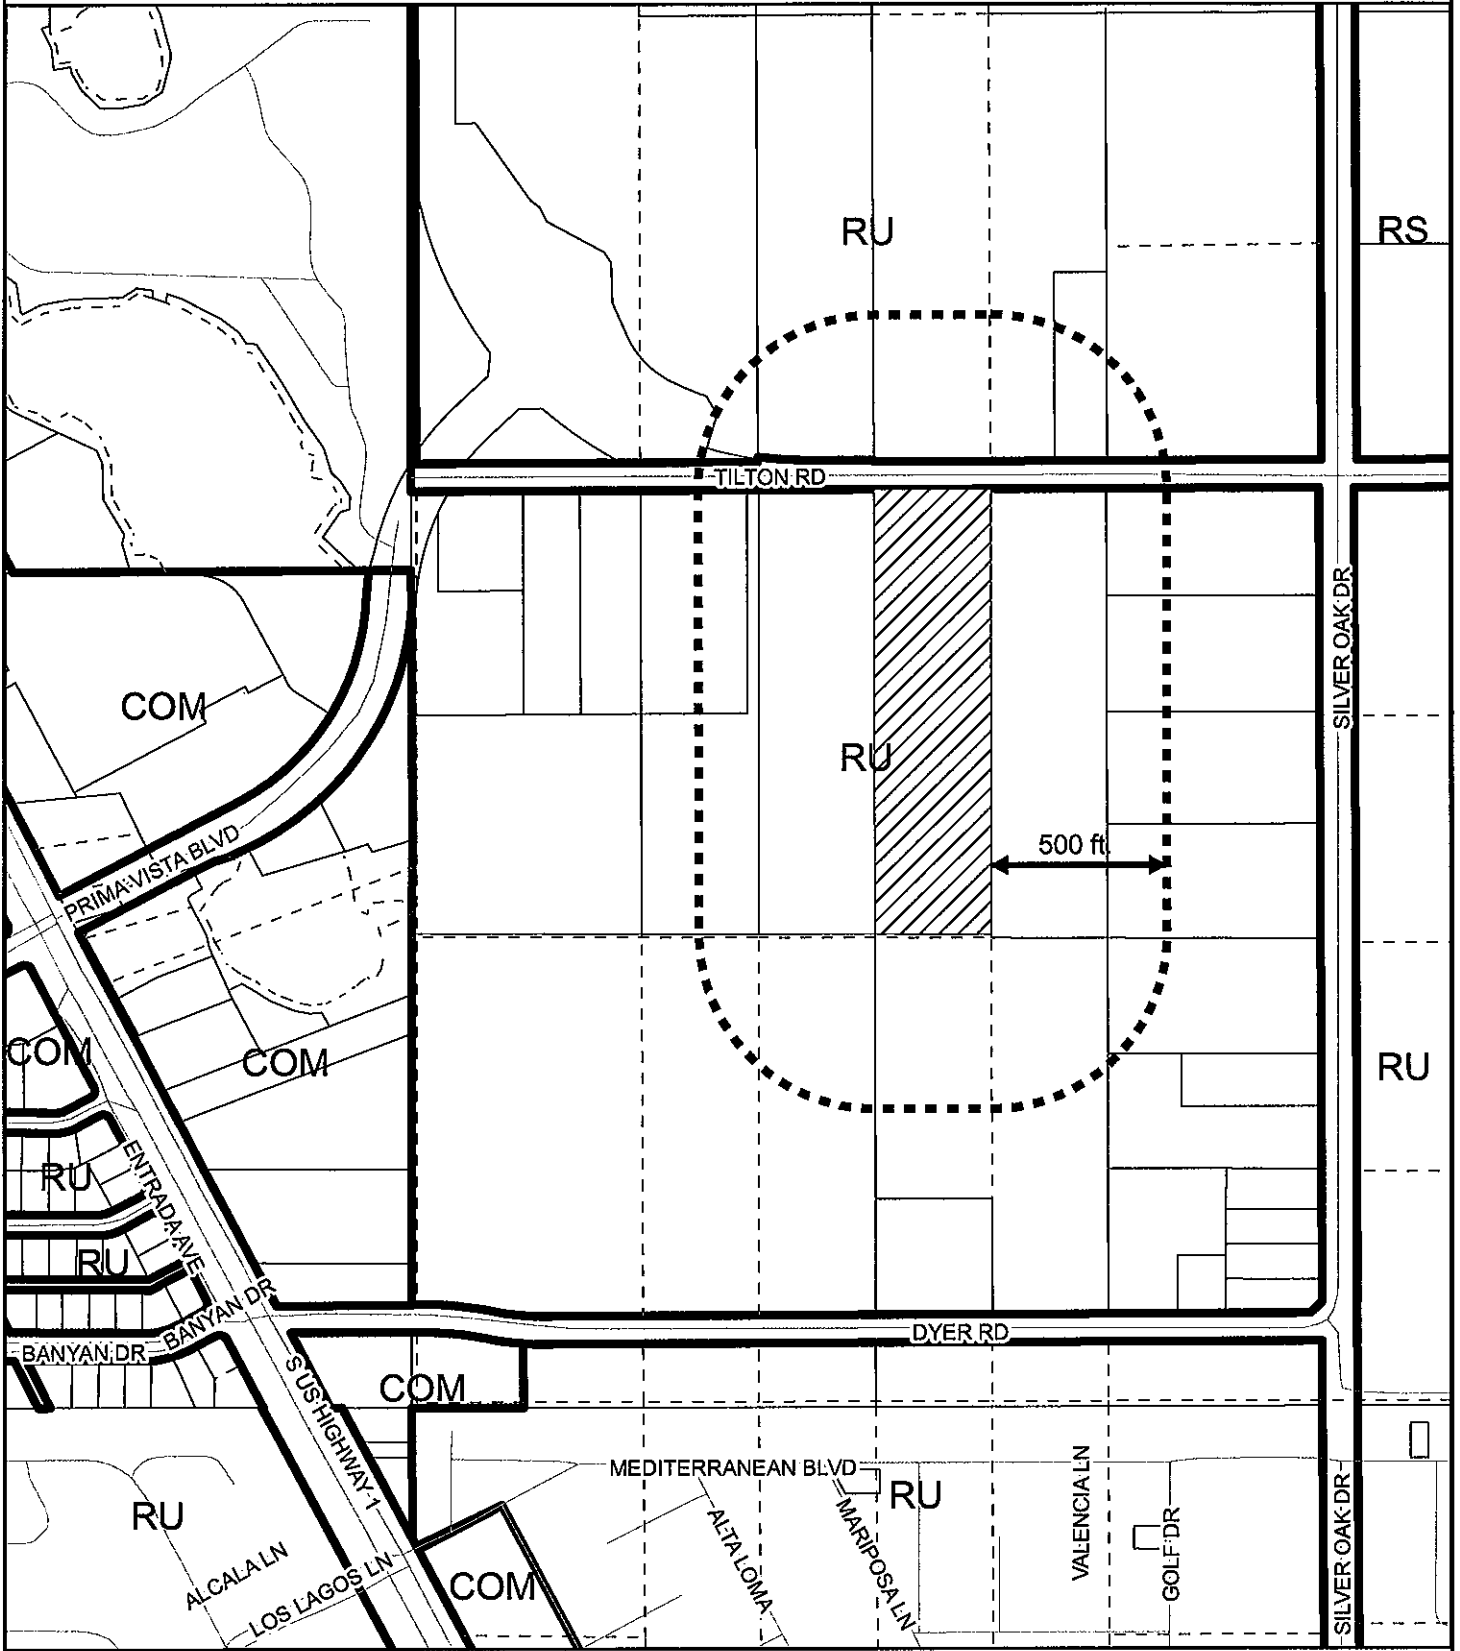 RU
RS
TILTON RD
SILVER OAK DR
COM
RU
500 ft.
PRIMA VISTA BLVD
COM
COM
RU
RU
ENTRADA AVE
RU
BANYAN DR
BANYAN DR
DYER RD
S US HIGHWAY 1
COM
MEDITERRANEAN BLVD
RU
RU
ALTA LOMA
MARIPOSA LN
VALENCIA LN
GOLF DR
SILVER OAK DR
ALCALA LN
LOS LAGOS LN
COM